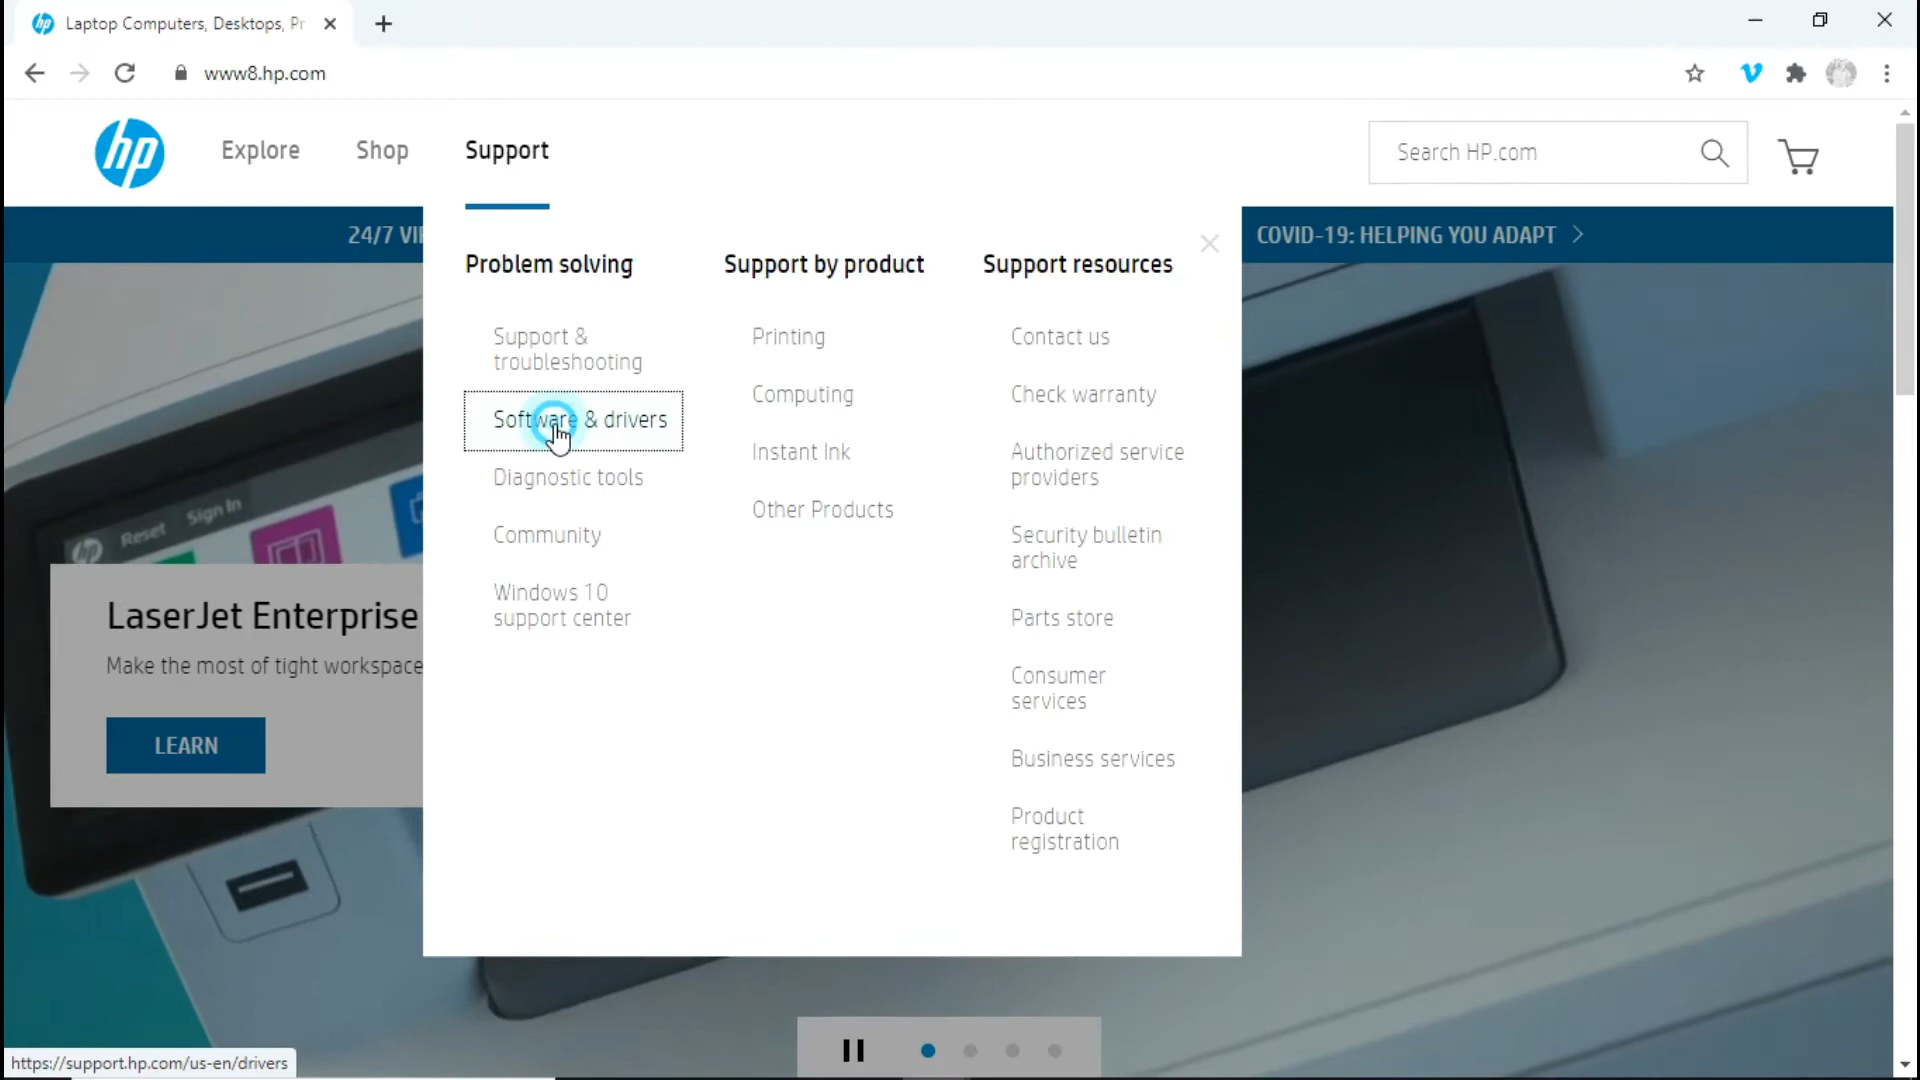 Laptop Computers, Desktops, Pr
www8.hp.com
hp
Explore
Shop
Support
Search HP.com
24/7 VI
COVID-19: HELPING YOU ADAPT
Problem solving
Support &
troubleshooting
Software & drivers
Diagnostic tools
Community
Windows 10
support center
Support by product
Printing
Computing
Instant Ink
Other Products
Support resources
Contact us
Check warranty
Authorized service
providers
Security bulletin
archive
Parts store
Consumer
services
Business services
Product
registration
hp Reset Sign In
LaserJet Enterprise
Make the most of tight workspace
LEARN
https://support.hp.com/us-en/drivers